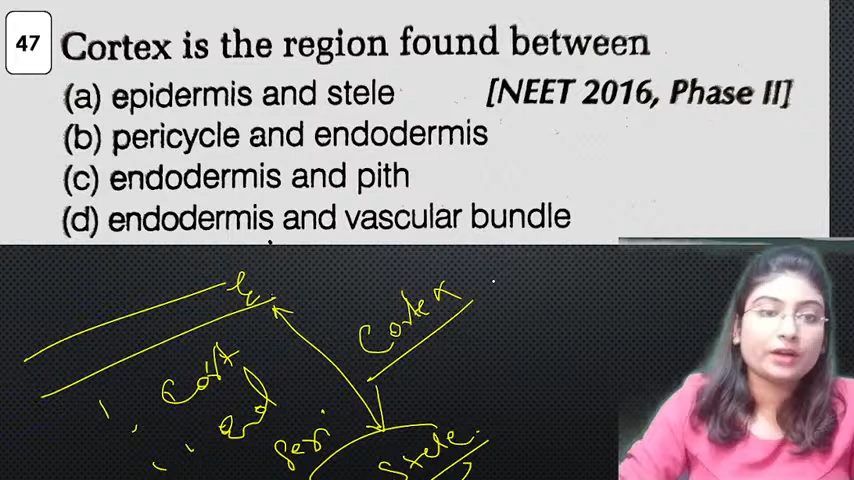 47 Cortex is the region found between
(a) epidermis and stele [NEET 2016, Phase II]
(b) pericycle and endodermis
(c) endodermis and pith
(d) endodermis and vascular bundle
Cortex
Cort
end
Peri
Stele